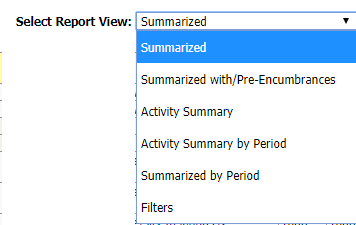 Select Report View: Summarized
Summarized
Summarized with/Pre-Encumbrances
Activity Summary
Activity Summary by Period
Summarized by Period
Filters